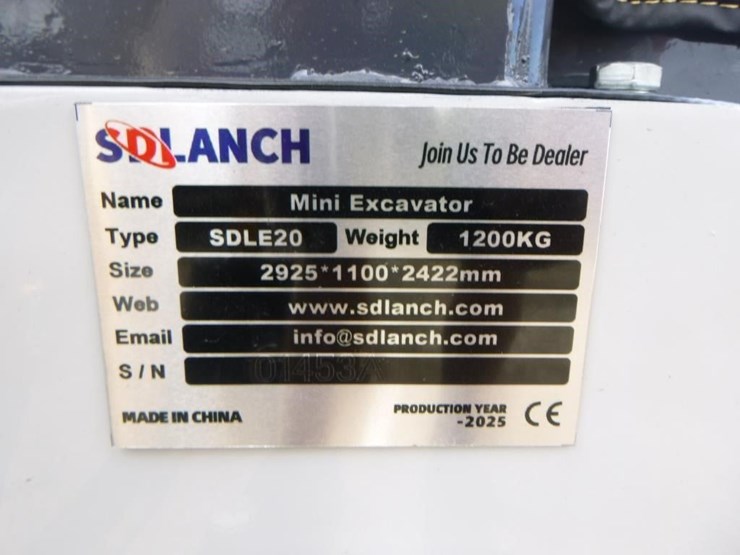 SDLANCH Join Us To Be Dealer
Name Mini Excavator
Type SDLE20 Weight 1200KG
Size 2925*1100*2422mm
Web www.sdlanch.com
Email info@sdlanch.com
S/N 01453A
MADE IN CHINA PRODUCTION YEAR -2025 CE